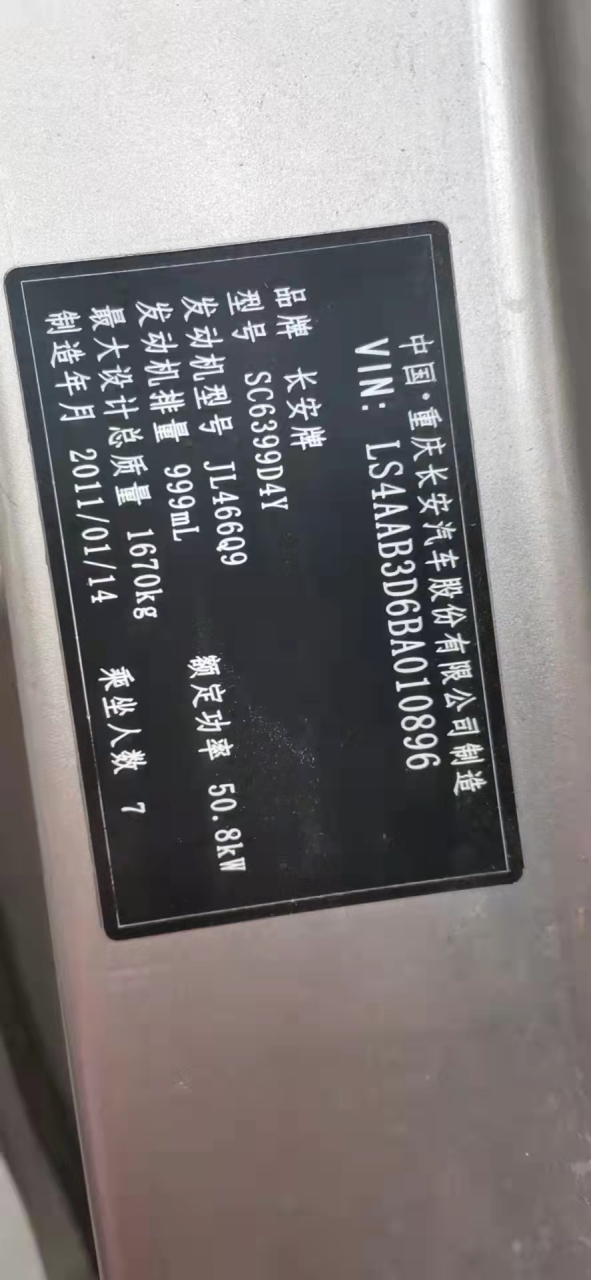 中国·重庆长安汽车股份有限公司制造
VIN: LS4AAB3D6BA010896
品牌 长安牌
型号 SC6399D4Y
发动机型号 JL466Q9
发动机排量 999mL 额定功率 50.8kW
最大设计总质量 1670kg
制造年月 2011/01/14 乘坐人数 7